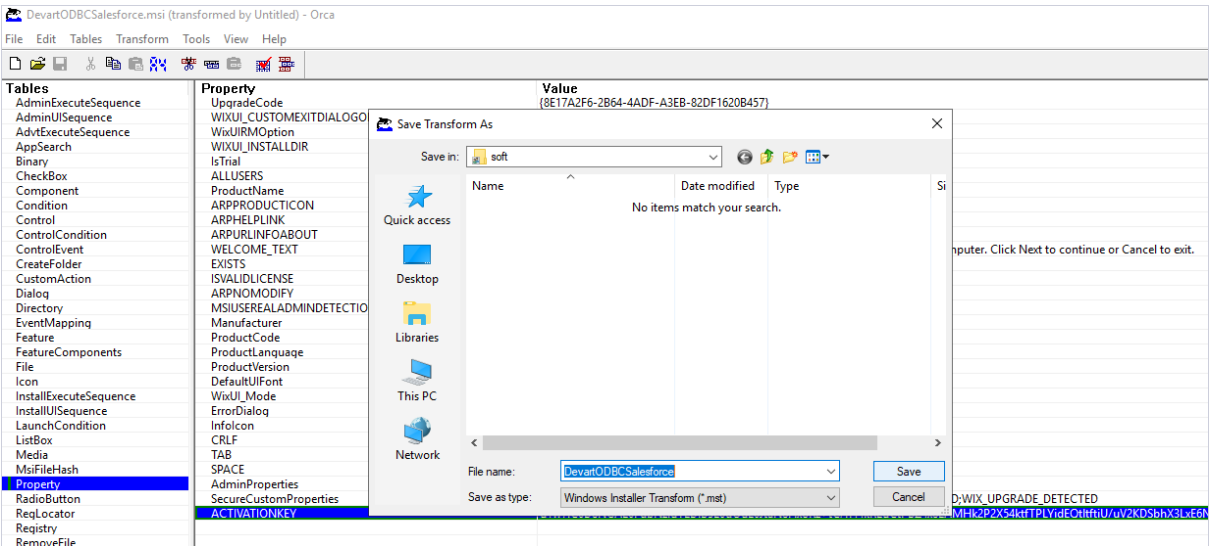 DevartODBCSalesforce.msi (transformed by Untitled) - Orca
File Edit Tables Transform Tools View Help
Tables
AdminExecuteSequence
AdminUISequence
AdvtExecuteSequence
AppSearch
Binary
CheckBox
Component
Condition
Control
ControlCondition
ControlEvent
CreateFolder
CustomAction
Dialog
Directory
EventMapping
Feature
FeatureComponents
File
Icon
InstallExecuteSequence
InstallUISequence
LaunchCondition
ListBox
Media
MsiFileHash
Property
RadioButton
RegLocator
Registry
RemoveFile
Property Value
UpgradeCode {8E17A2F6-2B64-4ADF-A3EB-82DF1620B457}
WIXUI_CUSTOMEXITDIALOGO
WixUIRMOption
WIXUI_INSTALLDIR
IsTrial
ALLUSERS
ProductName
ARPPRODUCTICON
ARPHELPLINK
ARPURLINFOABOUT
WELCOME_TEXT nputer. Click Next to continue or Cancel to exit.
EXISTS
ISVALIDLICENSE
ARPNOMODIFY
MSIUSEREALADMINDETECTIO
Manufacturer
ProductCode
ProductLanguage
ProductVersion
DefaultUIFont
WixUI_Mode
ErrorDialog
InfoIcon
CRLF
TAB
SPACE
AdminProperties
SecureCustomProperties D;WIX_UPGRADE_DETECTED
ACTIVATIONKEY
Save Transform As
Save in: soft
Quick access
Desktop
Libraries
This PC
Network
Name Date modified Type Si
No items match your search.
File name: DevartODBCSalesforce Save
Save as type: Windows Installer Transform (*.mst) Cancel